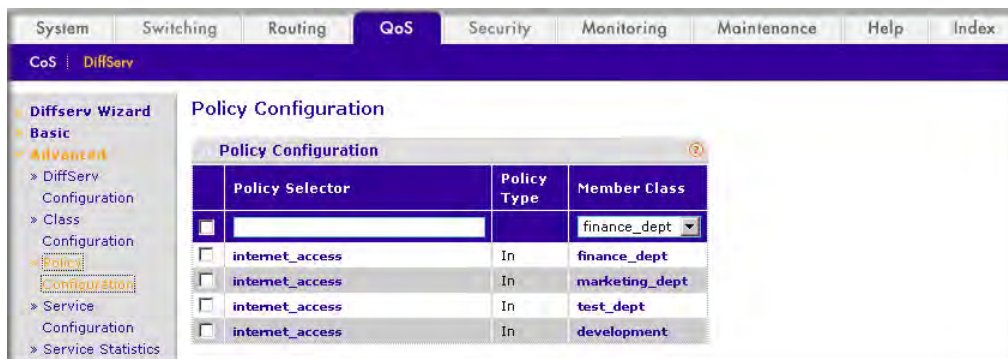 System Switching Routing QoS Security Monitoring Maintenance Help Index
CoS | DiffServ
Diffserv Wizard
Basic
Advanced
» DiffServ
Configuration
» Class
Configuration
» Policy
Configuration
» Service
Configuration
» Service Statistics
Policy Configuration
Policy Configuration ?
Policy Selector Policy Type Member Class
finance_dept
internet_access In finance_dept
internet_access In marketing_dept
internet_access In test_dept
internet_access In development